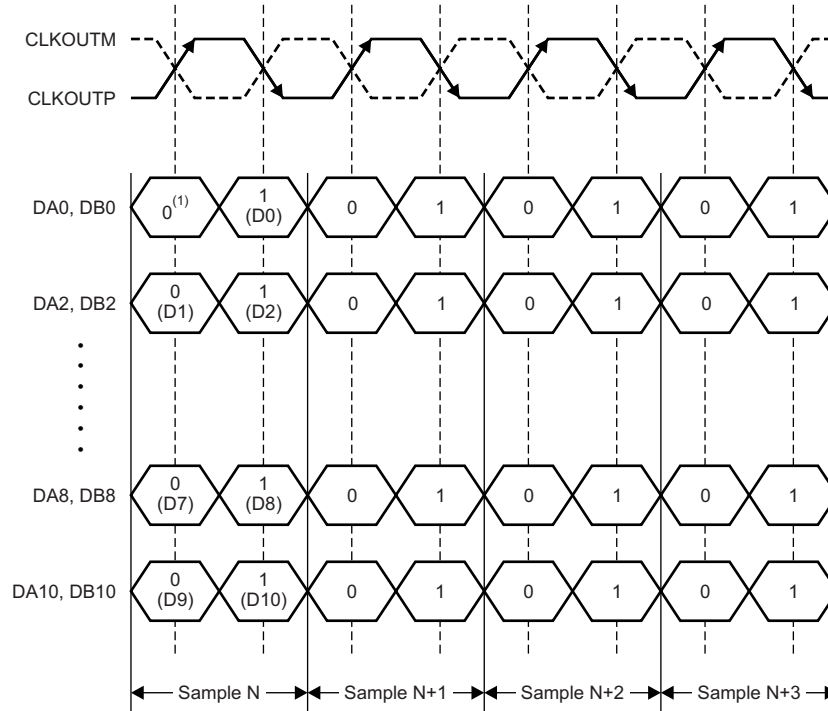 CLKOUTM
CLKOUTP
DA0, DB0 0(1) 1 (D0) 0 1 0 1 0 1
DA2, DB2 0 (D1) 1 (D2) 0 1 0 1 0 1
DA8, DB8 0 (D7) 1 (D8) 0 1 0 1 0 1
DA10, DB10 0 (D9) 1 (D10) 0 1 0 1 0 1
Sample N Sample N+1 Sample N+2 Sample N+3